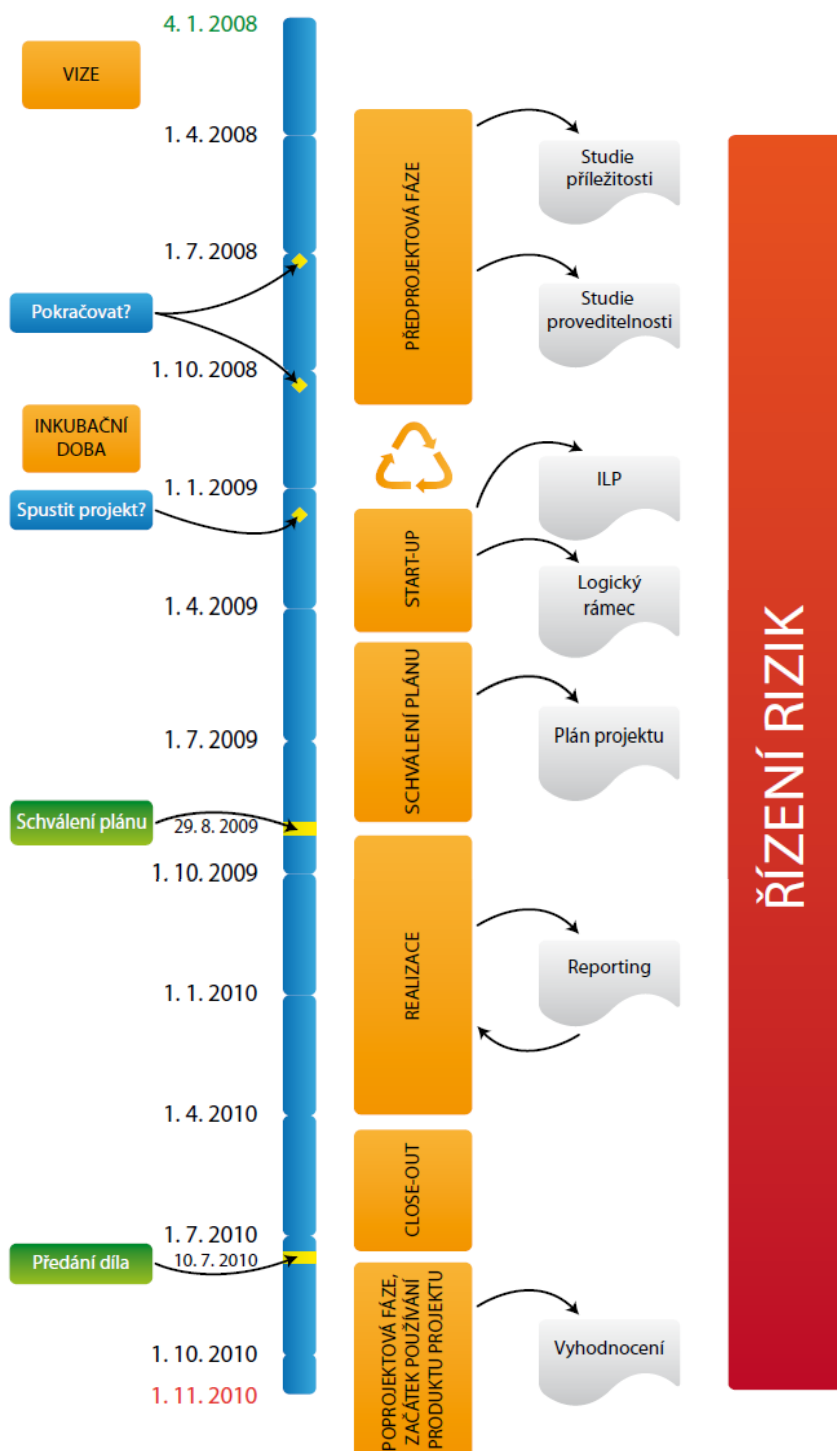 4. 1. 2008
VIZE
1. 4. 2008
1. 7. 2008
Pokračovat?
1. 10. 2008
INKUBAČNÍ
DOBA
1. 1. 2009
Spustit projekt?
1. 4. 2009
1. 7. 2009
Schválení plánu
29. 8. 2009
1. 10. 2009
1. 1. 2010
1. 4. 2010
1. 7. 2010
Předání díla
10. 7. 2010
1. 10. 2010
1. 11. 2010
PŘEDPROJEKTOVÁ FÁZE
START-UP
SCHVÁLENÍ PLÁNU
REALIZACE
CLOSE-OUT
POPROJEKTOVÁ FÁZE,
ZAČÁTEK POUŽÍVÁNÍ
PRODUKTU PROJEKTU
Studie
příležitosti
Studie
proveditelnosti
ILP
Logický
rámec
Plán projektu
Reporting
Vyhodnocení
ŘÍZENÍ RIZIK